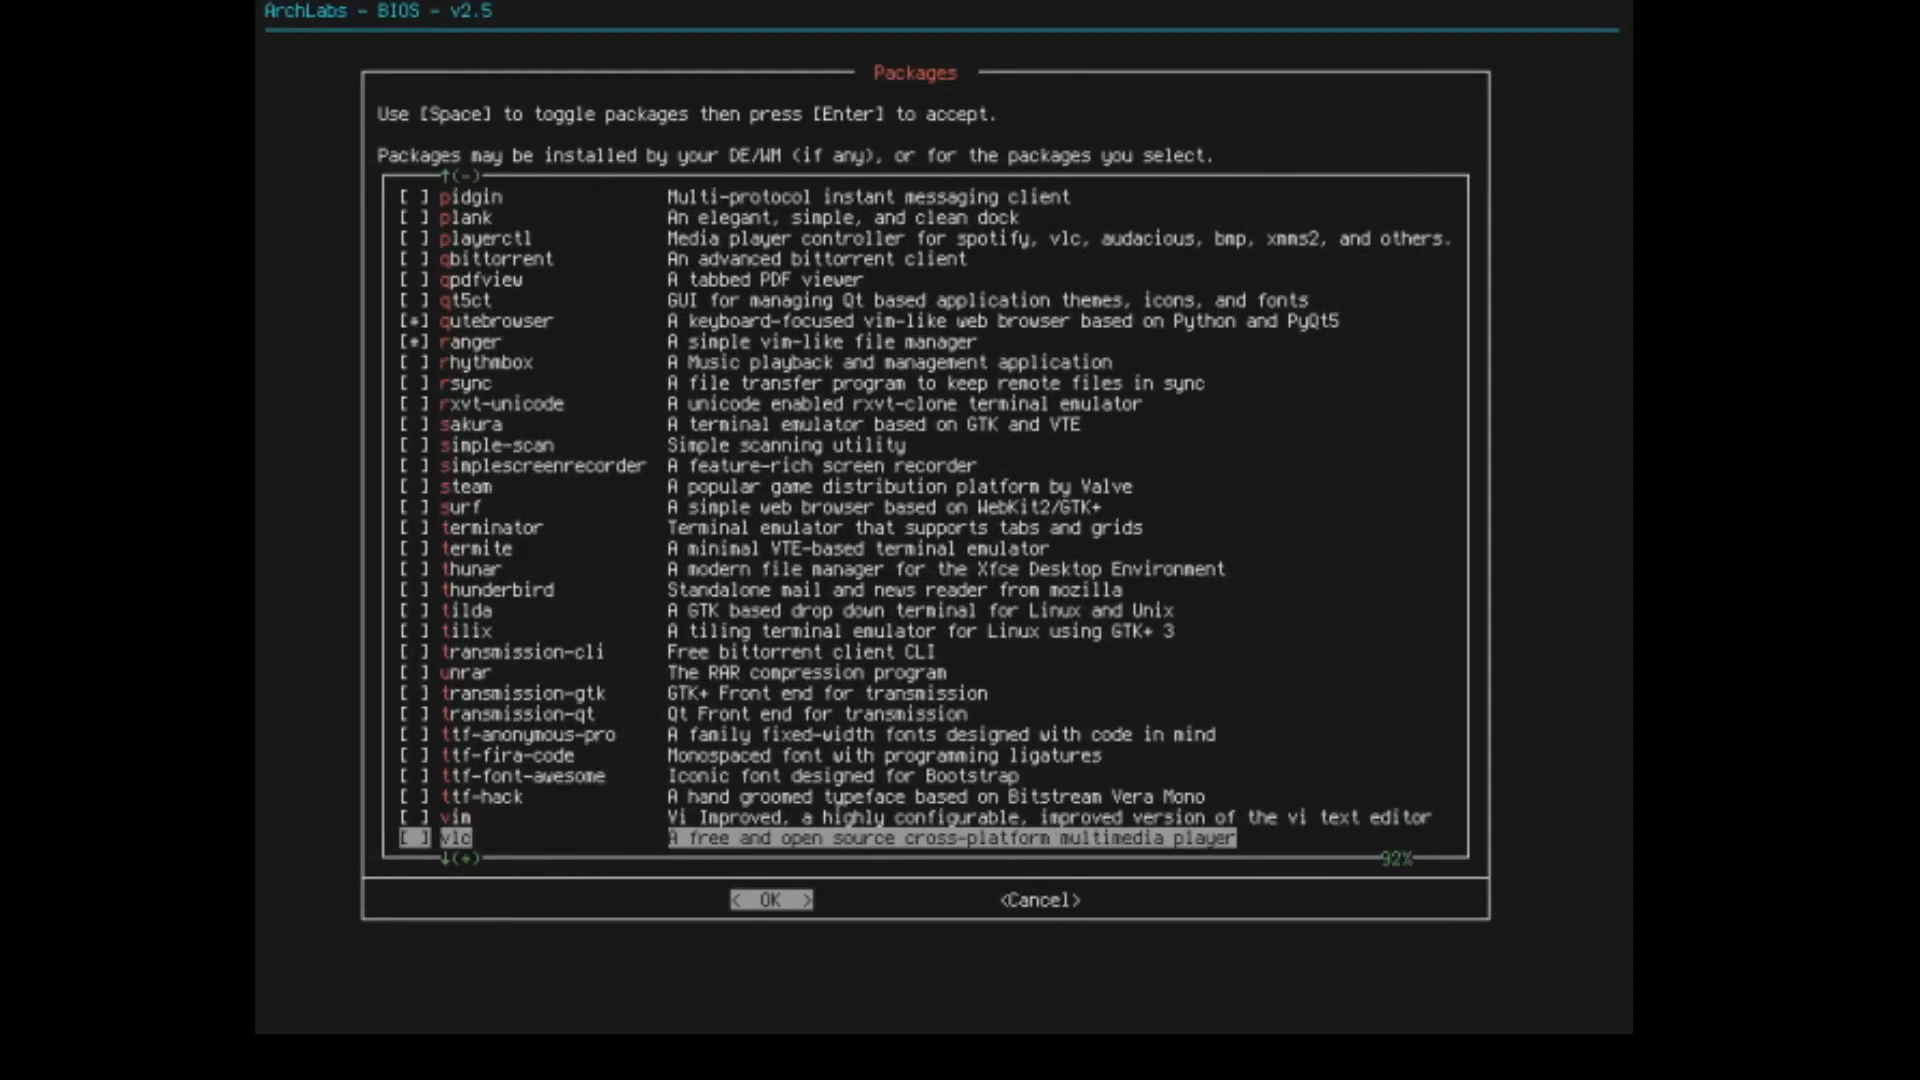 ArchLabs - BIOS - v2.5
Packages
Use [Space] to toggle packages then press [Enter] to accept.
Packages may be installed by your DE/WM (if any), or for the packages you select.
↑(-)
[ ] pidgin Multi-protocol instant messaging client
[ ] plank An elegant, simple, and clean dock
[ ] playerctl Media player controller for spotify, vlc, audacious, bmp, xmms2, and others.
[ ] qbittorrent An advanced bittorrent client
[ ] qpdfview A tabbed PDF viewer
[ ] qt5ct GUI for managing Qt based application themes, icons, and fonts
[*] qutebrowser A keyboard-focused vim-like web browser based on Python and PyQt5
[*] ranger A simple vim-like file manager
[ ] rhythmbox A Music playback and management application
[ ] rsync A file transfer program to keep remote files in sync
[ ] rxvt-unicode A unicode enabled rxvt-clone terminal emulator
[ ] sakura A terminal emulator based on GTK and VTE
[ ] simple-scan Simple scanning utility
[ ] simplescreenrecorder A feature-rich screen recorder
[ ] steam A popular game distribution platform by Valve
[ ] surf A simple web browser based on WebKit2/GTK+
[ ] terminator Terminal emulator that supports tabs and grids
[ ] termite A minimal VTE-based terminal emulator
[ ] thunar A modern file manager for the Xfce Desktop Environment
[ ] thunderbird Standalone mail and news reader from mozilla
[ ] tilda A GTK based drop down terminal for Linux and Unix
[ ] tilix A tiling terminal emulator for Linux using GTK+ 3
[ ] transmission-cli Free bittorrent client CLI
[ ] unrar The RAR compression program
[ ] transmission-gtk GTK+ Front end for transmission
[ ] transmission-qt Qt Front end for transmission
[ ] ttf-anonymous-pro A family fixed-width fonts designed with code in mind
[ ] ttf-fira-code Monospaced font with programming ligatures
[ ] ttf-font-awesome Iconic font designed for Bootstrap
[ ] ttf-hack A hand groomed typeface based on Bitstream Vera Mono
[ ] vim Vi Improved, a highly configurable, improved version of the vi text editor
[ ] vlc A free and open source cross-platform multimedia player
↓(+) 92%
< OK > <Cancel>